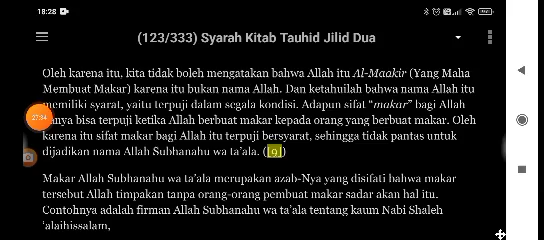 18:28
(123/333) Syarah Kitab Tauhid Jilid Dua
Oleh karena itu, kita tidak boleh mengatakan bahwa Allah itu Al-Maakir (Yang Maha
Membuat Makar) karena itu bukan nama Allah. Dan ketahuilah bahwa nama Allah itu
memiliki syarat, yaitu terpuji dalam segala kondisi. Adapun sifat “makar” bagi Allah
hanya bisa terpuji ketika Allah berbuat makar kepada orang yang berbuat makar. Oleh
27:34
karena itu sifat makar bagi Allah itu terpuji bersyarat, sehingga tidak pantas untuk
dijadikan nama Allah Subhanahu wa ta’ala. ([9])
Makar Allah Subhanahu wa ta’ala merupakan azab-Nya yang disifati bahwa makar
tersebut Allah timpakan tanpa orang-orang pembuat makar sadar akan hal itu.
Contohnya adalah firman Allah Subhanahu wa ta’ala tentang kaum Nabi Shaleh
‘alaihissalam,